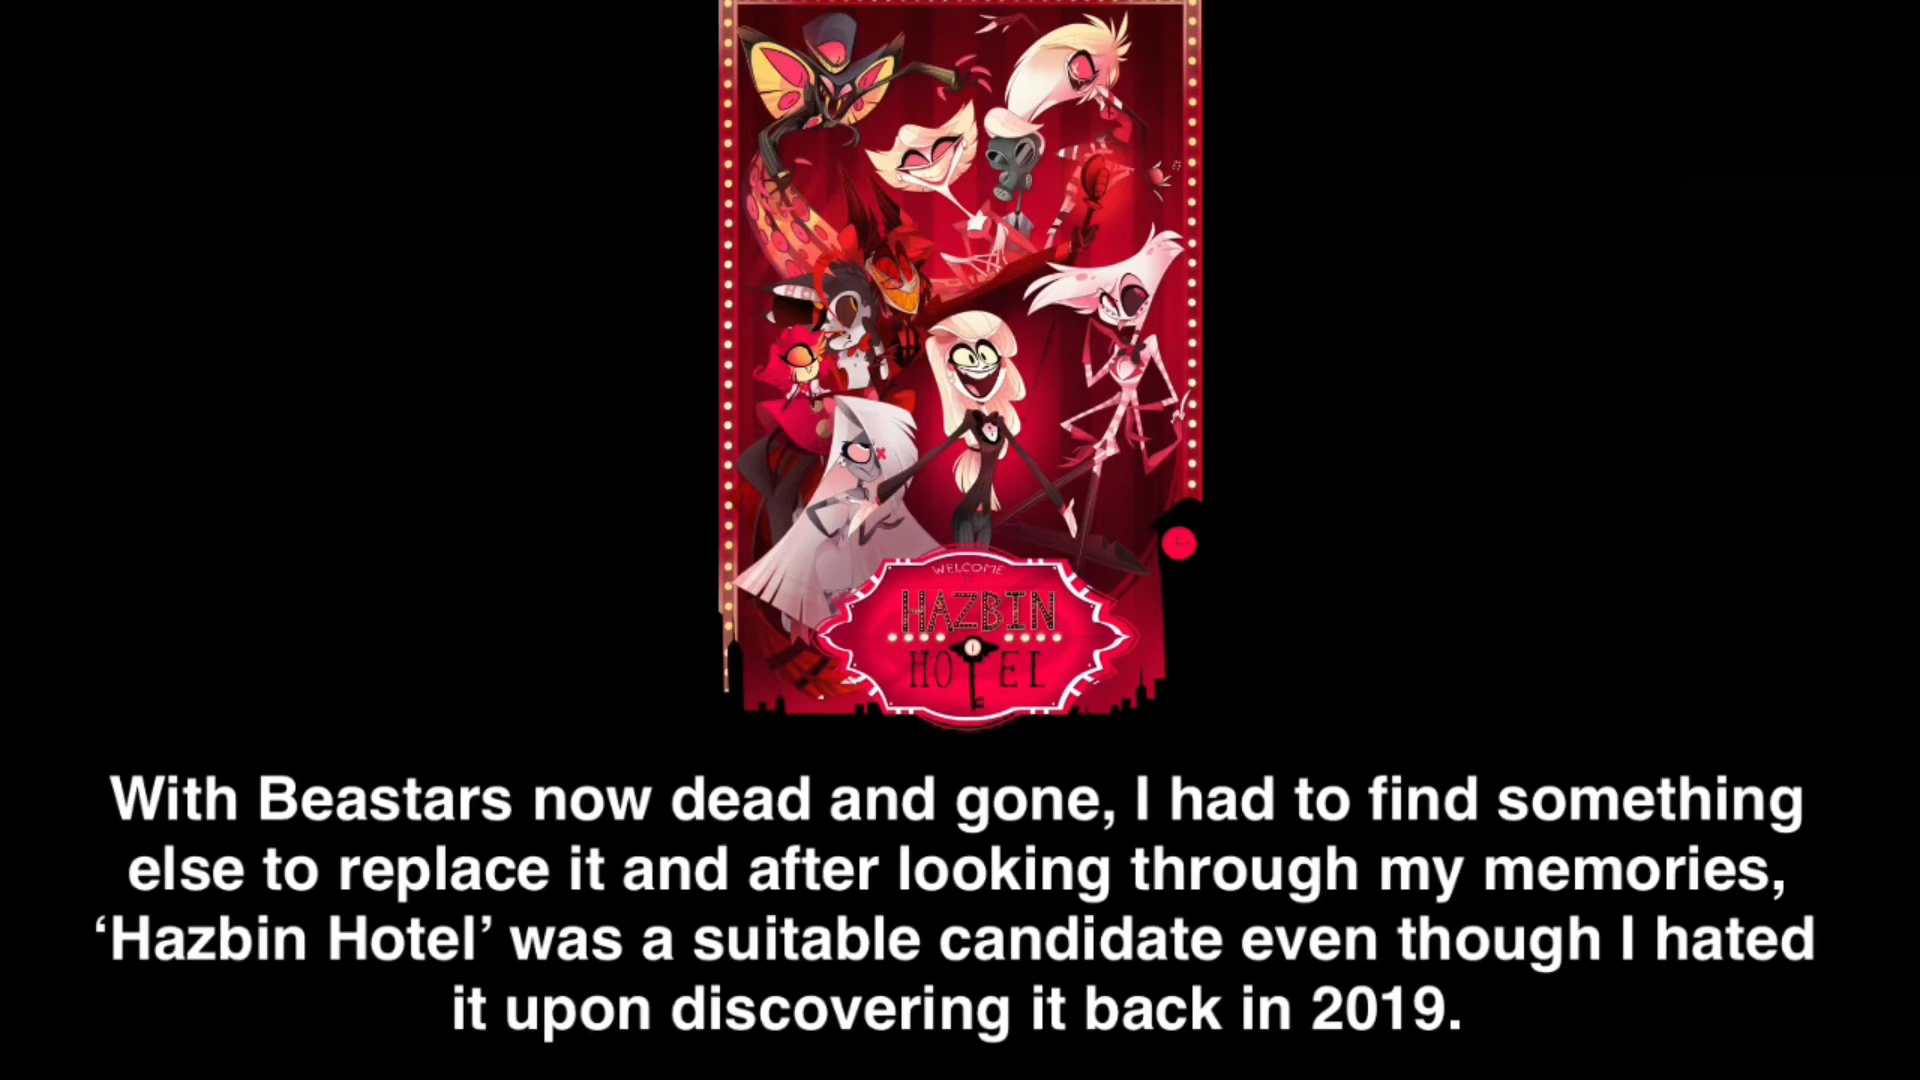 WELCOME
HAZBIN
HOTEL
With Beastars now dead and gone, I had to find something
else to replace it and after looking through my memories,
‘Hazbin Hotel’ was a suitable candidate even though I hated
it upon discovering it back in 2019.